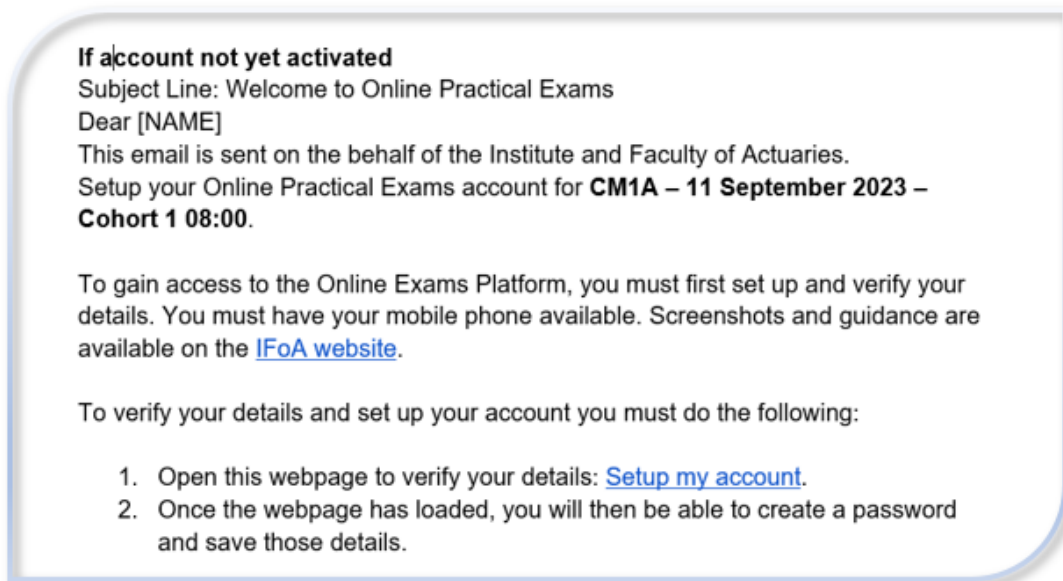 If account not yet activated
Subject Line: Welcome to Online Practical Exams
Dear [NAME]
This email is sent on the behalf of the Institute and Faculty of Actuaries.
Setup your Online Practical Exams account for CM1A – 11 September 2023 –
Cohort 1 08:00.
To gain access to the Online Exams Platform, you must first set up and verify your
details. You must have your mobile phone available. Screenshots and guidance are
available on the IFoA website.
To verify your details and set up your account you must do the following:
1. Open this webpage to verify your details: Setup my account.
2. Once the webpage has loaded, you will then be able to create a password
and save those details.